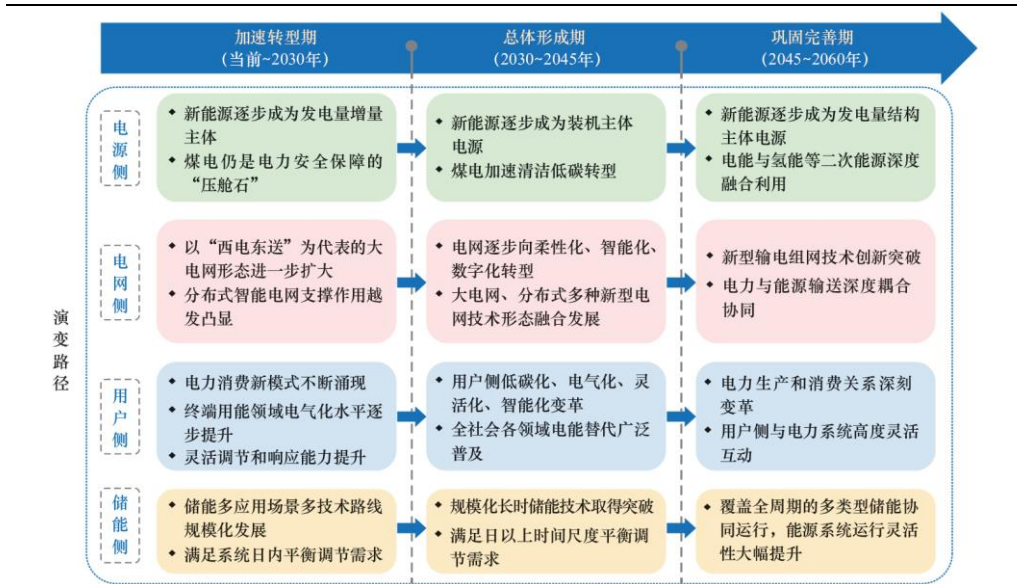 加速转型期
(当前~2030年)
总体形成期
(2030~2045年)
巩固完善期
(2045~2060年)
演变路径
电源侧
新能源逐步成为发电量增量
主体
煤电仍是电力安全保障的
“压舱石”
新能源逐步成为装机主体
电源
煤电加速清洁低碳转型
新能源逐步成为发电量结构
主体电源
电能与氢能等二次能源深度
融合利用
电网侧
以“西电东送”为代表的大
电网形态进一步扩大
分布式智能电网支撑作用越
发凸显
电网逐步向柔性化、智能化、
数字化转型
大电网、分布式多种新型电
网技术形态融合发展
新型输电组网技术创新突破
电力与能源输送深度耦合
协同
用户侧
电力消费新模式不断涌现
终端用能领域电气化水平逐
步提升
灵活调节和响应能力提升
用户侧低碳化、电气化、灵
活化、智能化变革
全社会各领域电能替代广泛
普及
电力生产和消费关系深刻
变革
用户侧与电力系统高度灵活
互动
储能侧
储能多应用场景多技术路线
规模化发展
满足系统日内平衡调节需求
规模化长时储能技术取得突破
满足日以上时间尺度平衡调
节需求
覆盖全周期的多类型储能协
同运行，能源系统运行灵活
性大幅提升